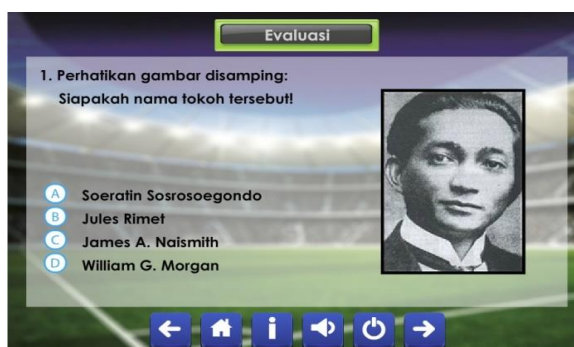 Evaluasi
1. Perhatikan gambar disamping:
Siapakah nama tokoh tersebut!
A Soeratin Sosrosoegondo
B Jules Rimet
C James A. Naismith
D William G. Morgan
i